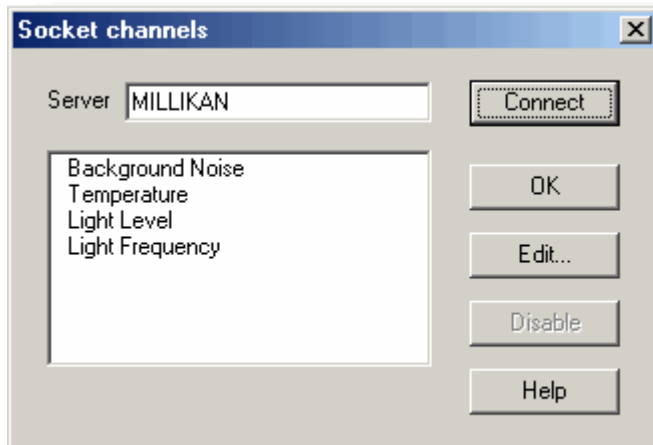 Socket channels
Server MILLIKAN
Connect
Background Noise
Temperature
Light Level
Light Frequency
OK
Edit...
Disable
Help